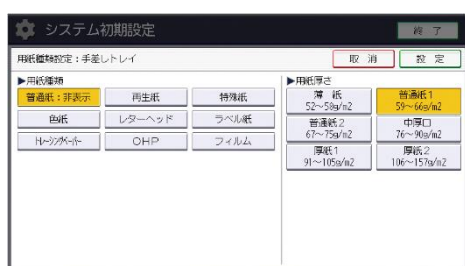 システム初期設定
終 了
用紙種類設定：手差しトレイ
取 消
設 定
▶用紙種類
普通紙：非表示
再生紙
特殊紙
色紙
レターヘッド
ラベル紙
トレーシングペーパー
OHP
フィルム
▶用紙厚さ
薄 紙
52～58g/m2
普通紙1
59～66g/m2
普通紙2
67～75g/m2
中厚口
76～90g/m2
厚紙1
91～105g/m2
厚紙2
106～157g/m2